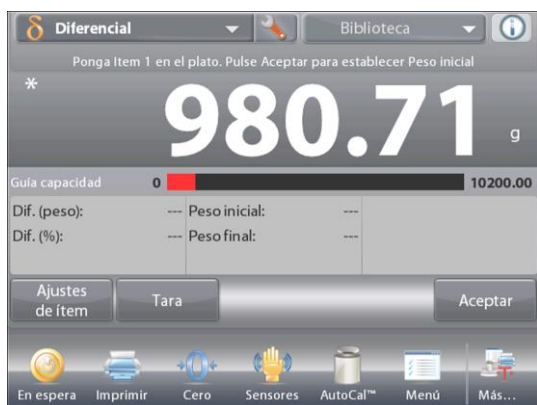 δ Diferencial Biblioteca
Ponga Item 1 en el plato. Pulse Aceptar para establecer Peso inicial
*
980.71 g
Guía capacidad 0 10200.00
Dif. (peso): --- Peso inicial: ---
Dif. (%): --- Peso final: ---
Ajustes
de ítem Tara Aceptar
En espera Imprimir Cero Sensores AutoCal™ Menú Más...